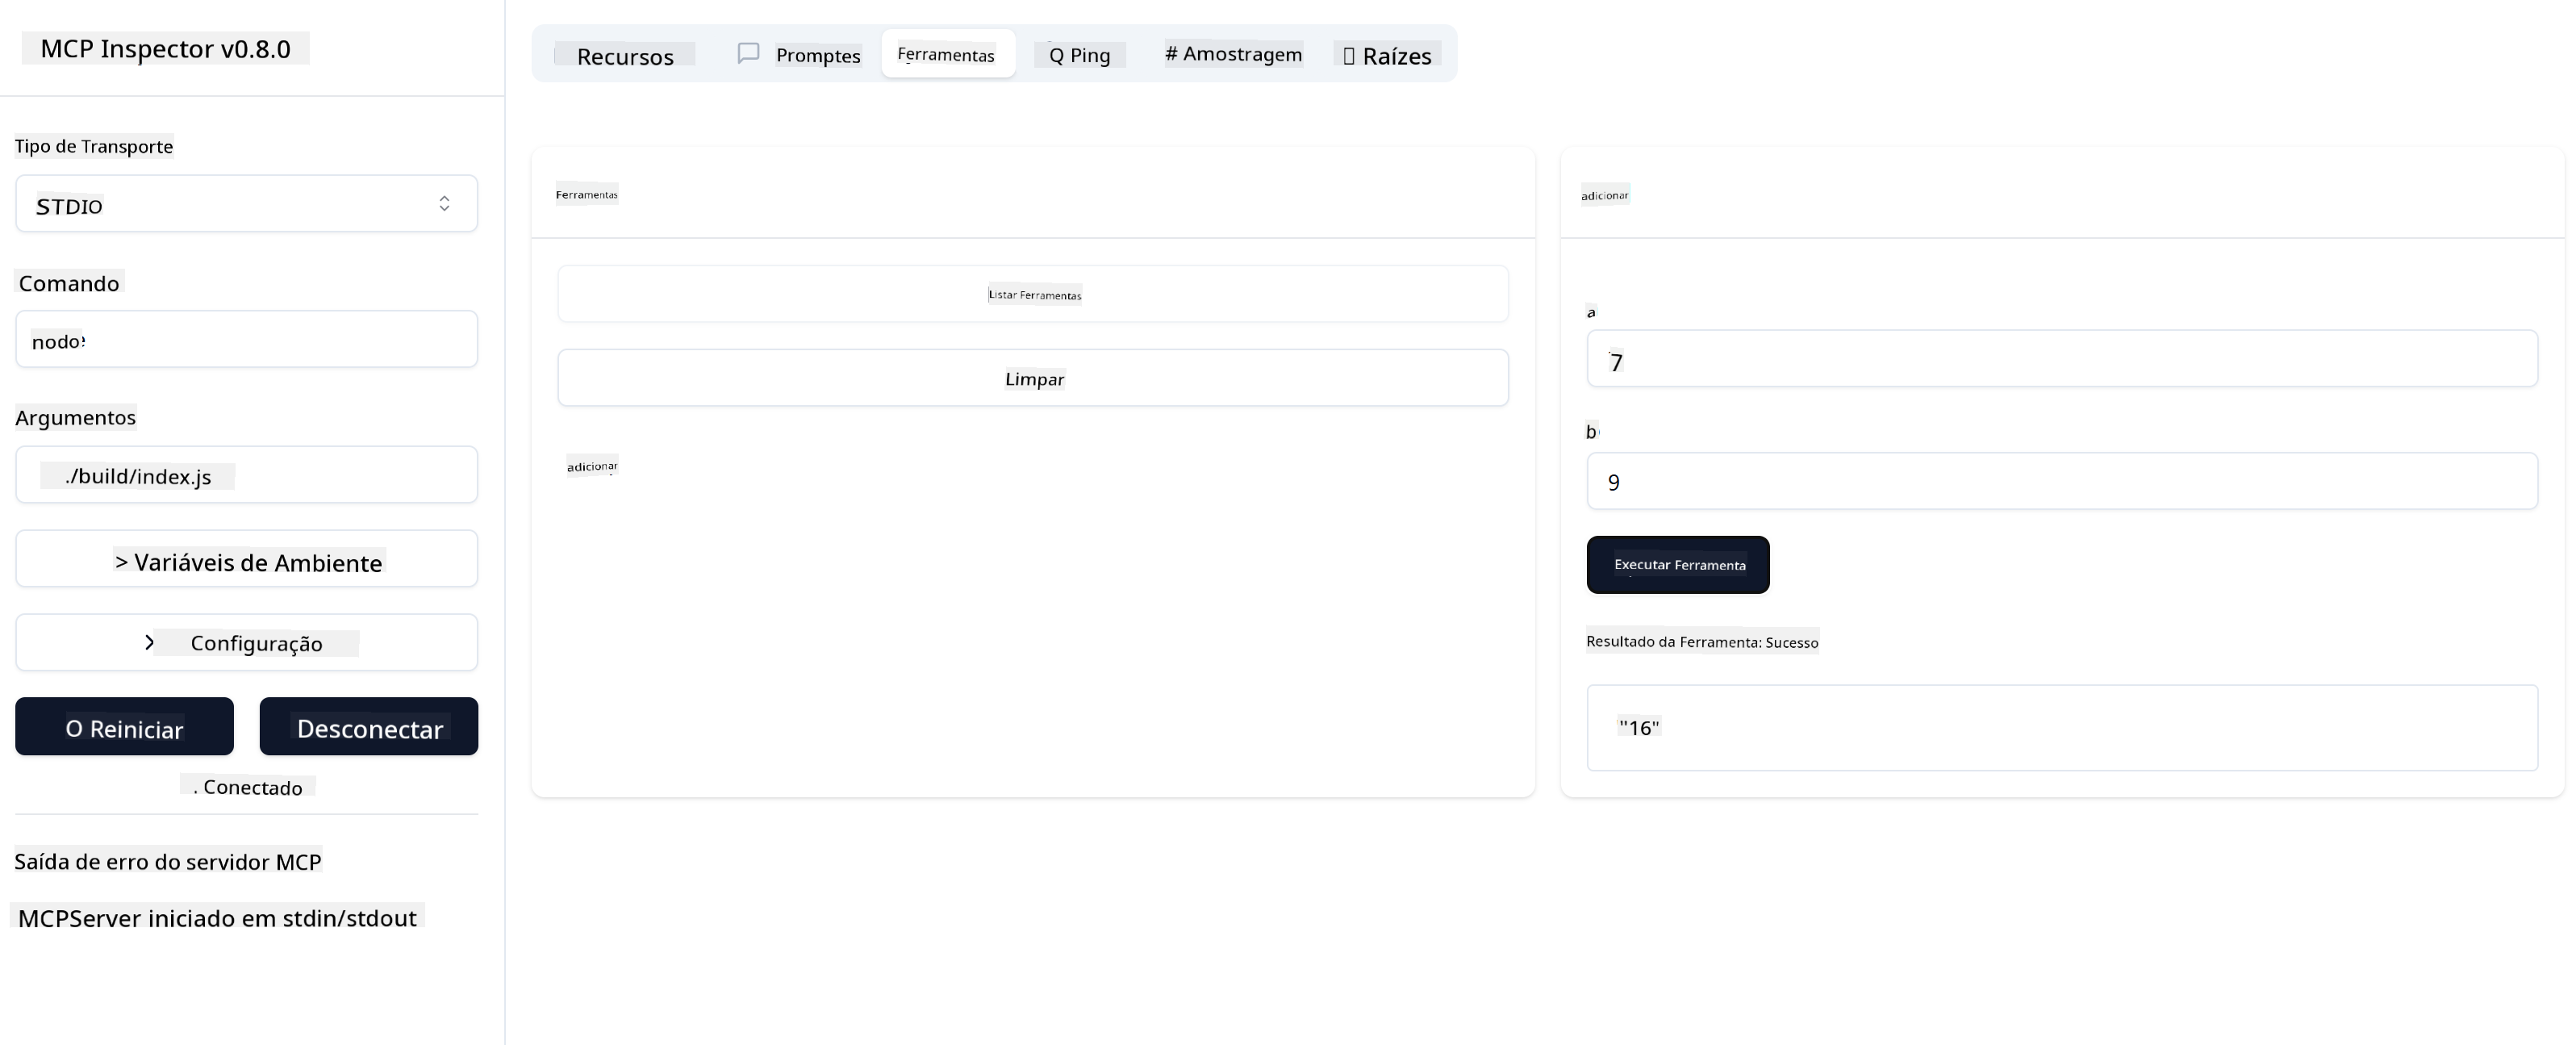 MCP Inspector v0.8.0
Tipo de Transporte
STDIO
Comando
nodo
Argumentos
./build/index.js
> Variáveis de Ambiente
Configuração
O Reiniciar
Desconectar
. Conectado
Saída de erro do servidor MCP
MCPServer iniciado em stdin/stdout
Recursos
Promptes
Ferramentas
Q Ping
# Amostragem
Raízes
Ferramentas
Listar Ferramentas
Limpar
adicionar
adicionar
a
7
b
9
Executar Ferramenta
Resultado da Ferramenta: Sucesso
"16"